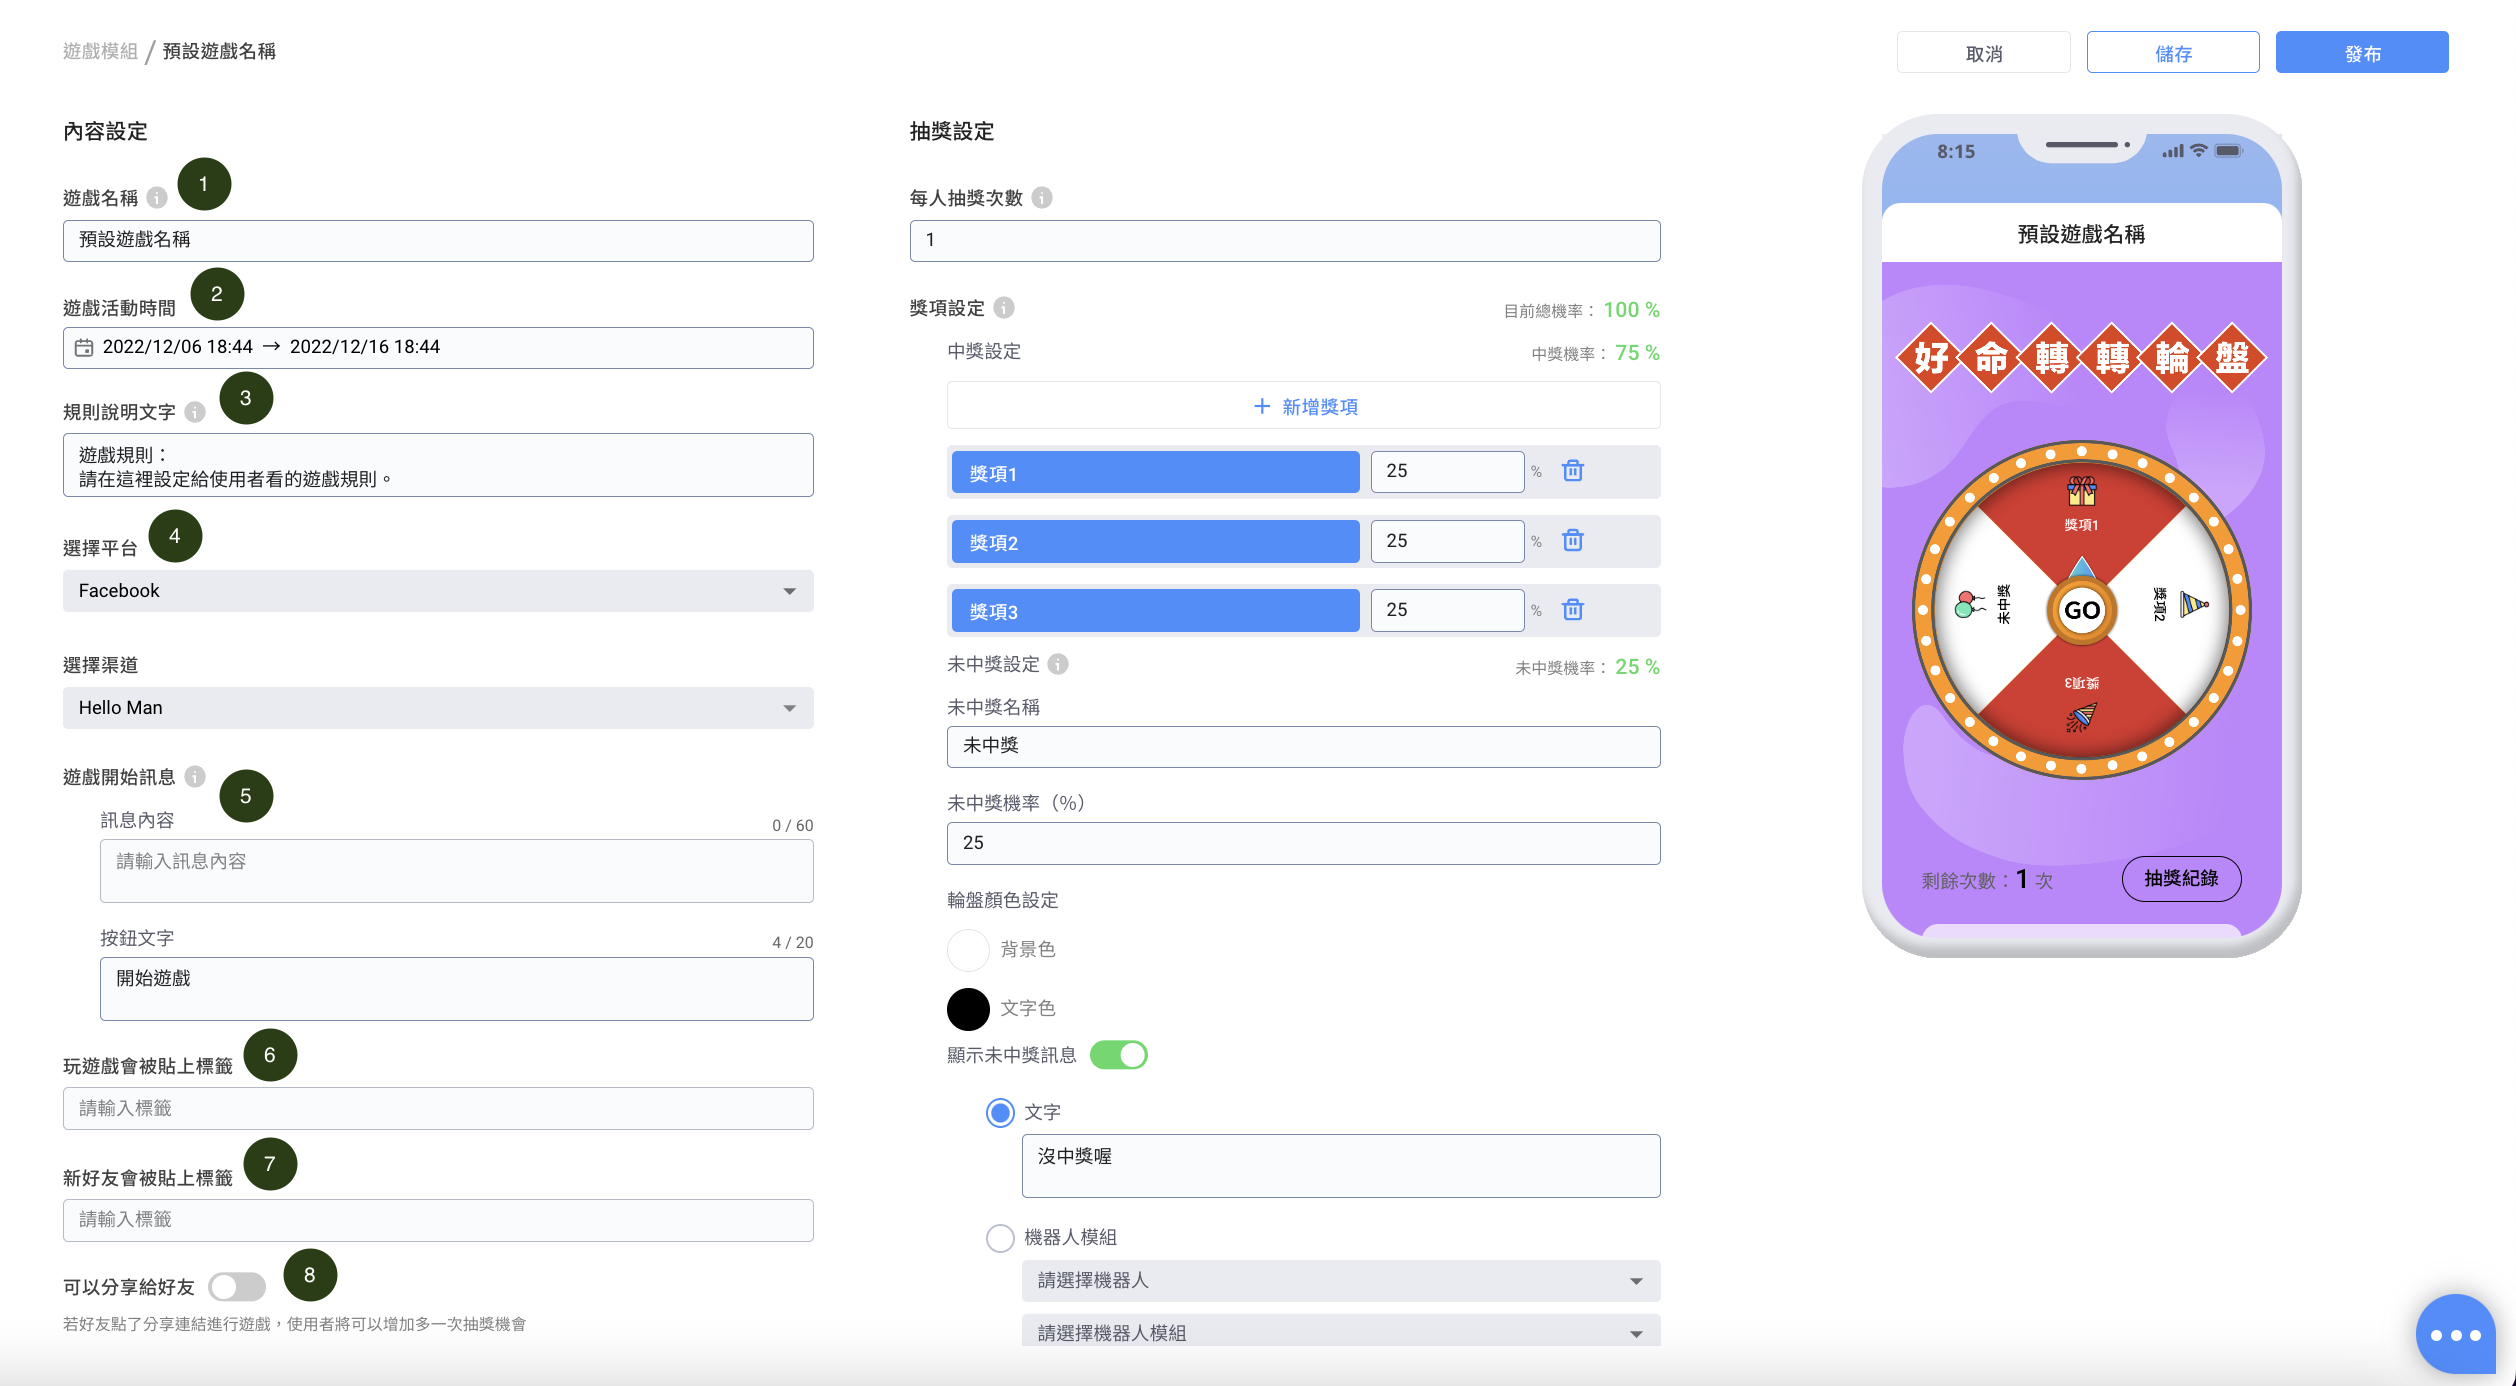 遊戲模組 / 預設遊戲名稱
取消
儲存
發布
內容設定
遊戲名稱
1
預設遊戲名稱
遊戲活動時間
2
2022/12/06 18:44 → 2022/12/16 18:44
規則說明文字
3
遊戲規則：
請在這裡設定給使用者看的遊戲規則。
選擇平台
4
Facebook
選擇渠道
Hello Man
遊戲開始訊息
5
訊息內容
0 / 60
請輸入訊息內容
按鈕文字
4 / 20
開始遊戲
玩遊戲會被貼上標籤
6
請輸入標籤
新好友會被貼上標籤
7
請輸入標籤
可以分享給好友
8
若好友點了分享連結進行遊戲，使用者將可以增加多一次抽獎機會
抽獎設定
每人抽獎次數
1
獎項設定
目前總機率： 100 %
中獎設定
中獎機率： 75 %
+ 新增獎項
獎項1
25
%
獎項2
25
%
獎項3
25
%
未中獎設定
未中獎機率： 25 %
未中獎名稱
未中獎
未中獎機率（%）
25
輪盤顏色設定
背景色
文字色
顯示未中獎訊息
文字
沒中獎喔
機器人模組
請選擇機器人
請選擇機器人模組
8:15
預設遊戲名稱
好命轉轉輪盤
獎項1
未中獎
GO
獎項2
獎項3
剩餘次數：1 次
抽獎紀錄